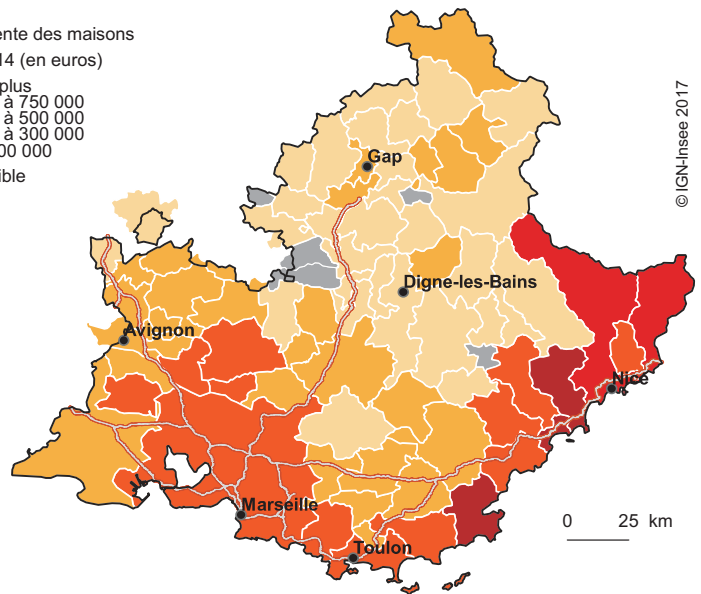 ente des maisons
14 (en euros)
plus
à 750 000
à 500 000
à 300 000
00 000
ible
Gap
© IGN-Insee 2017
Digne-les-Bains
Avignon
Nice
Marseille
0 25 km
Toulon